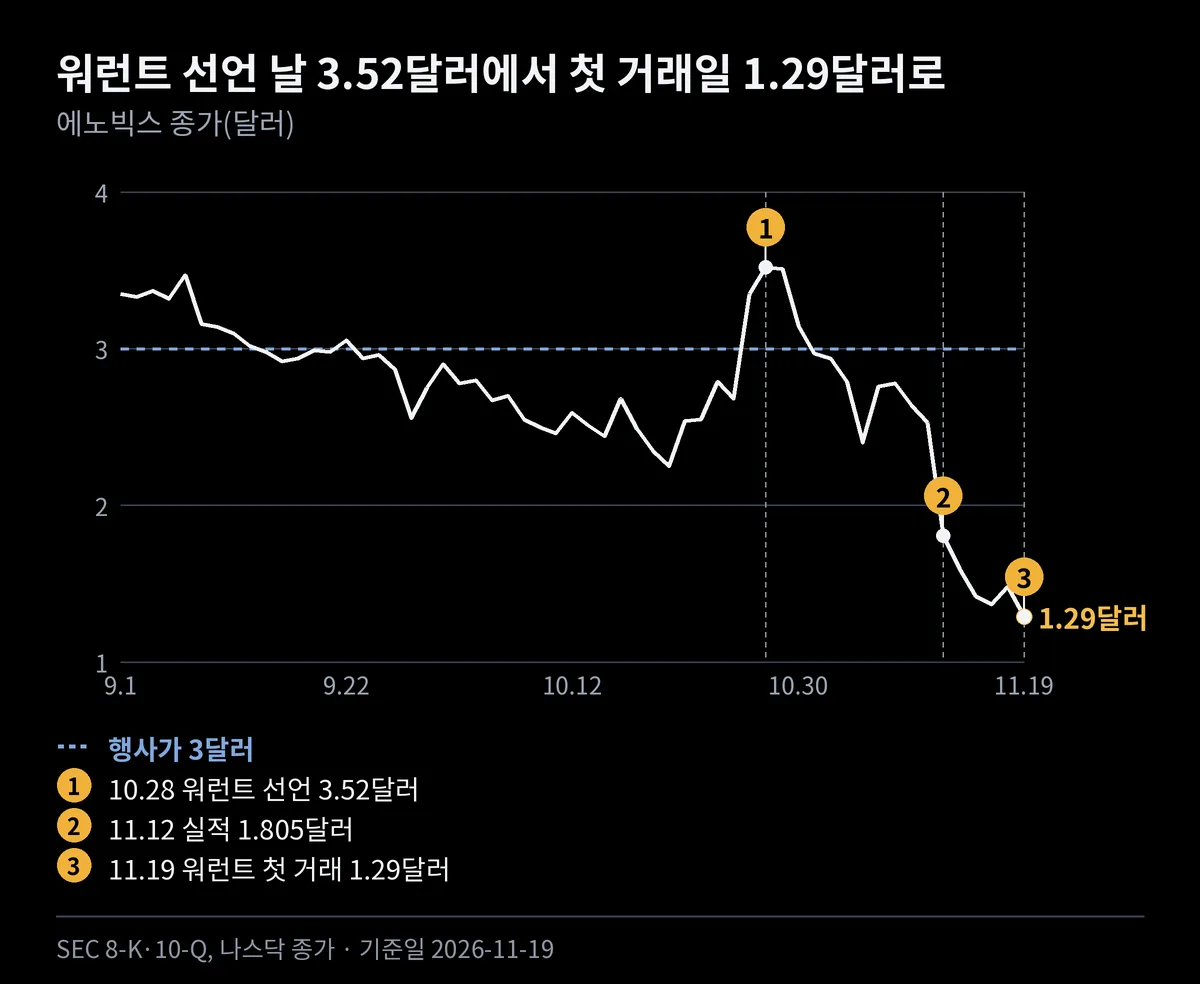 워런트 선언 날 3.52달러에서 첫 거래일 1.29달러로
에노빅스 종가(달러)
4
3
2
1
1
2
3
1.29달러
9.1
9.22
10.12
10.30
11.19
행사가 3달러
1 10.28 워런트 선언 3.52달러
2 11.12 실적 1.805달러
3 11.19 워런트 첫 거래 1.29달러
SEC 8-K·10-Q, 나스닥 종가 · 기준일 2026-11-19